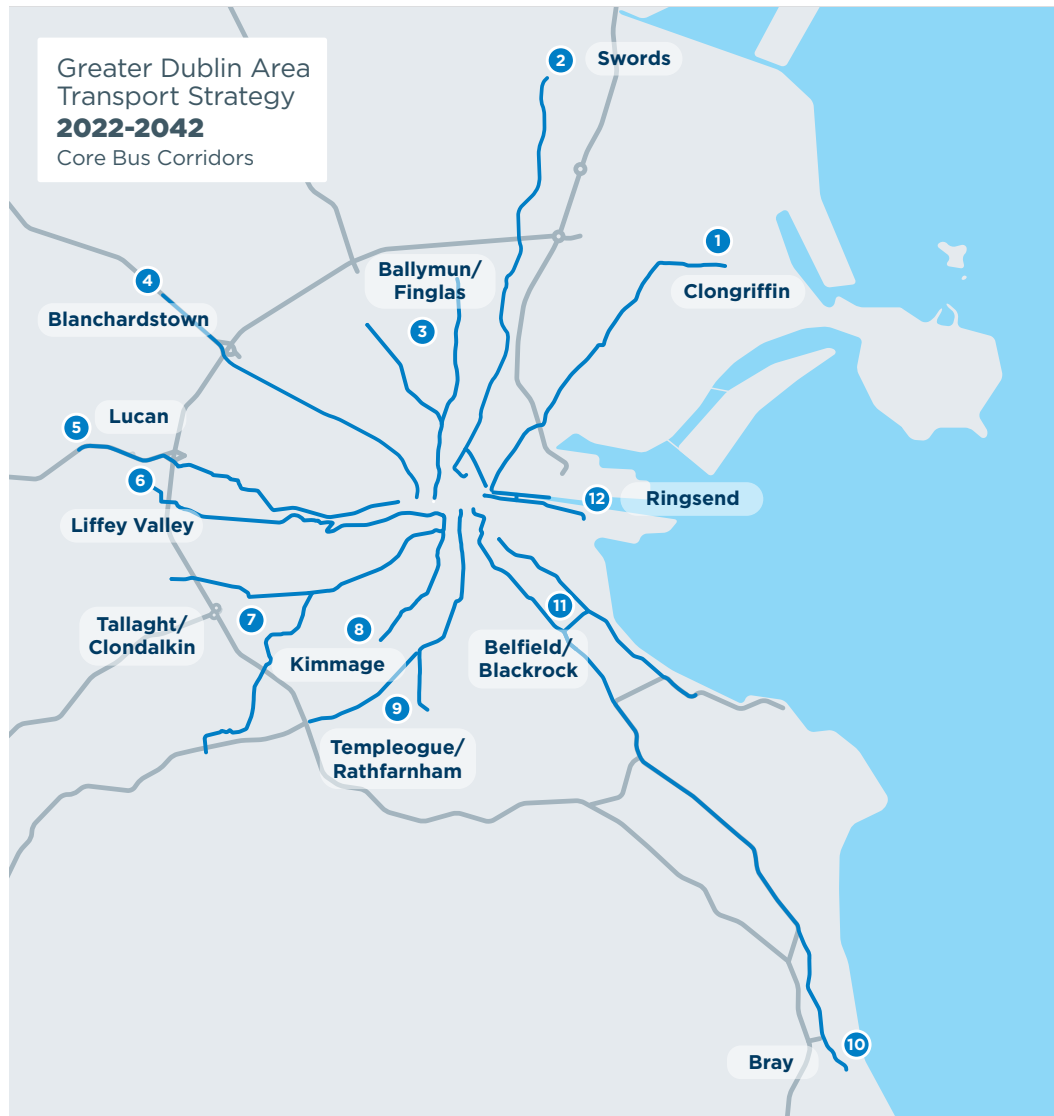 Greater Dublin Area
Transport Strategy
2022-2042
Core Bus Corridors
2
Swords
1
Clongriffin
Ballymun/
Finglas
3
4
Blanchardstown
Lucan
5
6
Liffey Valley
12
Ringsend
7
Tallaght/
Clondalkin
8
Kimmage
11
Belfield/
Blackrock
9
Templeogue/
Rathfarnham
10
Bray